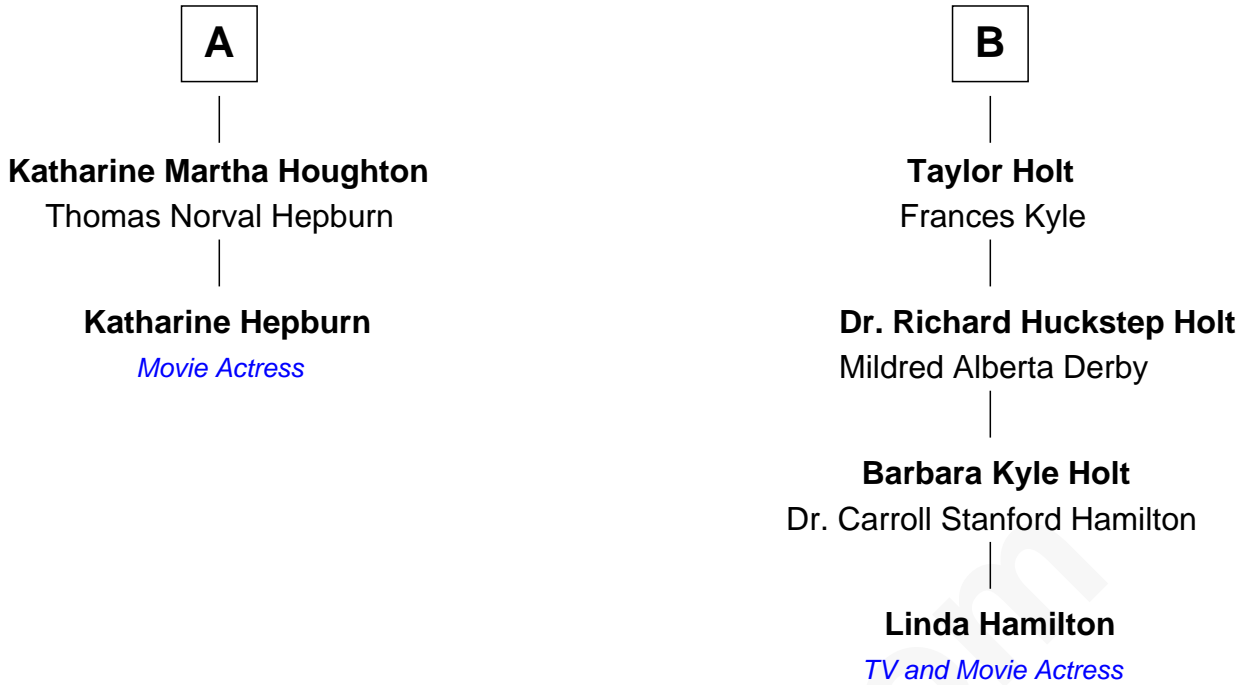 A
Katharine Martha Houghton
Thomas Norval Hepburn
Katharine Hepburn
Movie Actress
B
Taylor Holt
Frances Kyle
Dr. Richard Huckstep Holt
Mildred Alberta Derby
Barbara Kyle Holt
Dr. Carroll Stanford Hamilton
Linda Hamilton
TV and Movie Actress